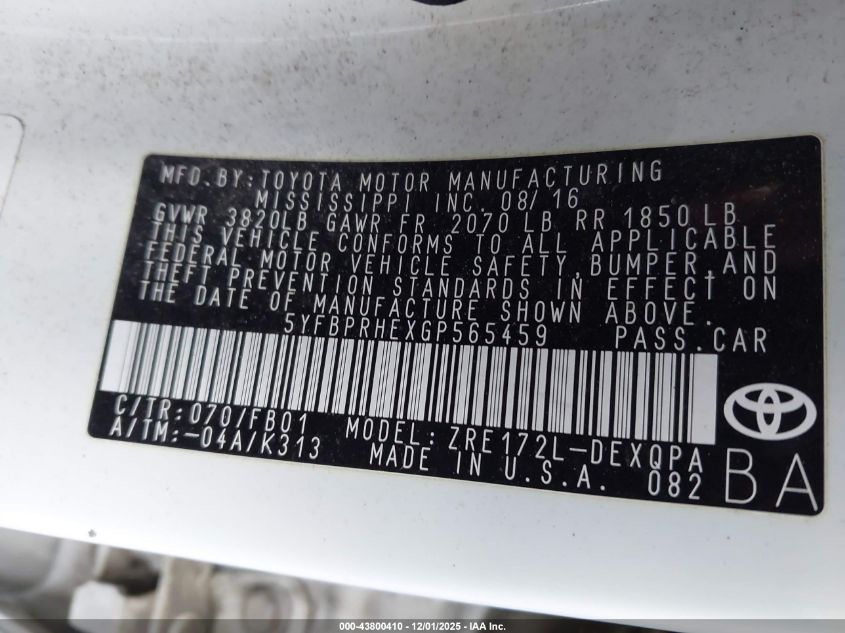 MFD.BY:TOYOTA MOTOR MANUFACTURING
MISSISSIPPI INC. 08/16
GVWR 3820LB GAWR FR 2070 LB RR 1850 LB
THIS VEHICLE CONFORMS TO ALL APPLICABLE
FEDERAL MOTOR VEHICLE SAFETY,BUMPER,AND
THEFT PREVENTION STANDARDS IN EFFECT ON
THE DATE OF MANUFACTURE SHOWN ABOVE.
5YFBPRHEXGP565459 PASS.CAR
C/TR:070/FB01 MODEL:ZRE172L-DEXQPA
A/TM:-04A/K313 MADE IN U.S.A. 082
BA
000-43800410 - 12/01/2025 - IAA Inc.